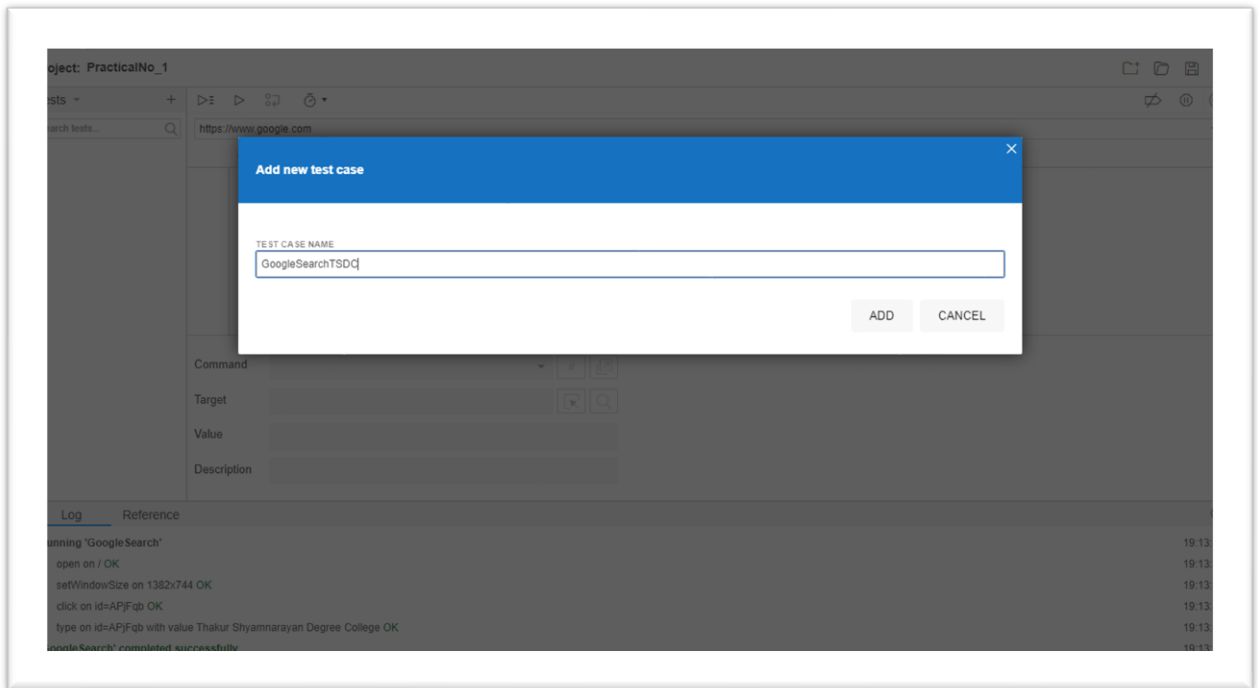 oject: PracticalNo_1
ests
arch tests...
https://www.google.com
Add new test case
TEST CASE NAME
GoogleSearchTSDC
ADD CANCEL
Command
Target
Value
Description
Log Reference
unning 'GoogleSearch' 19:13:
open on / OK 19:13:
setWindowSize on 1382x744 OK 19:13:
click on id=APjFqb OK 19:13:
type on id=APjFqb with value Thakur Shyamnarayan Degree College OK 19:13:
oogleSearch' completed successfully 19:13: